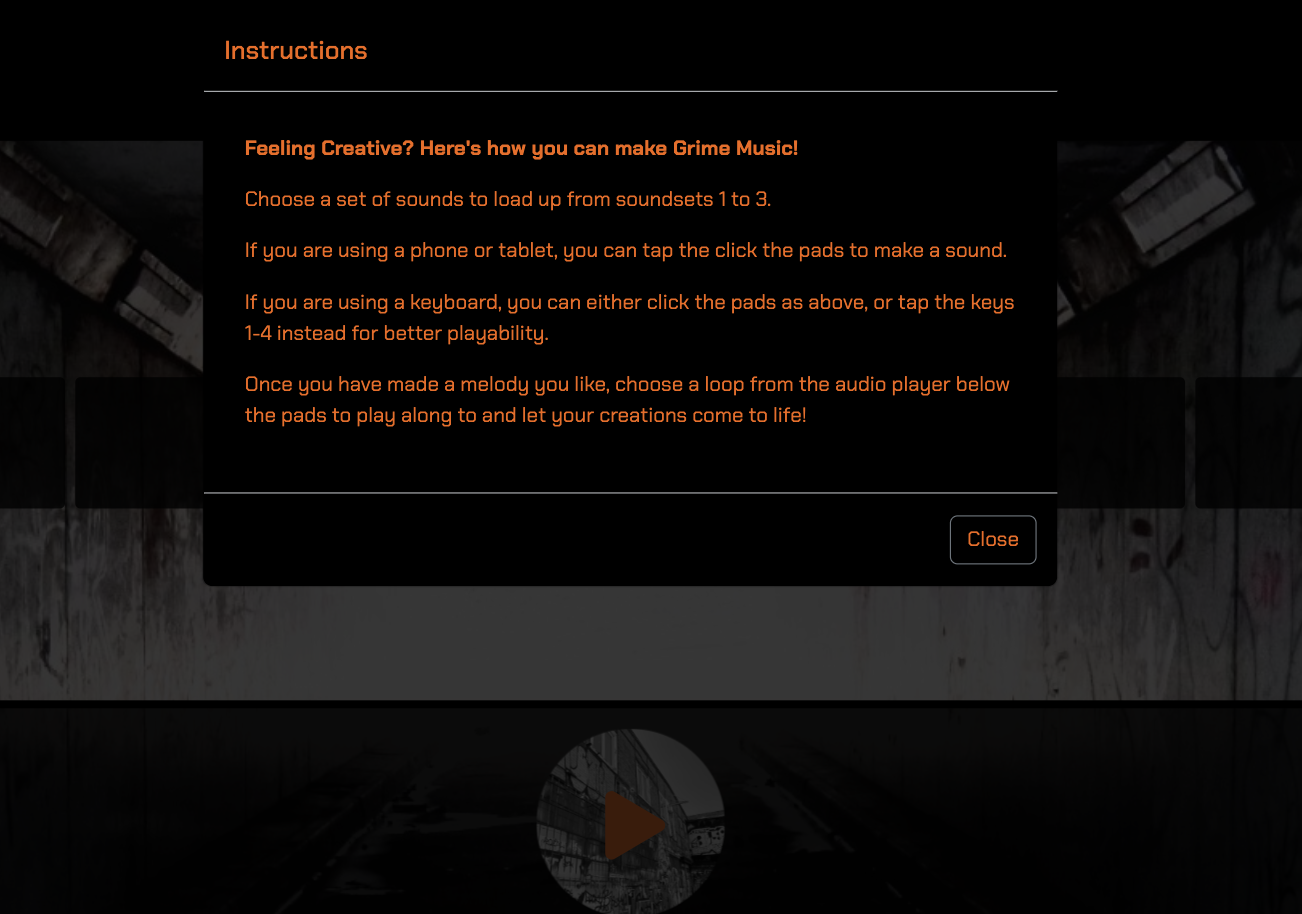 Instructions
Feeling Creative? Here's how you can make Grime Music!
Choose a set of sounds to load up from soundsets 1 to 3.
If you are using a phone or tablet, you can tap the click the pads to make a sound.
If you are using a keyboard, you can either click the pads as above, or tap the keys
1-4 instead for better playability.
Once you have made a melody you like, choose a loop from the audio player below
the pads to play along to and let your creations come to life!
Close